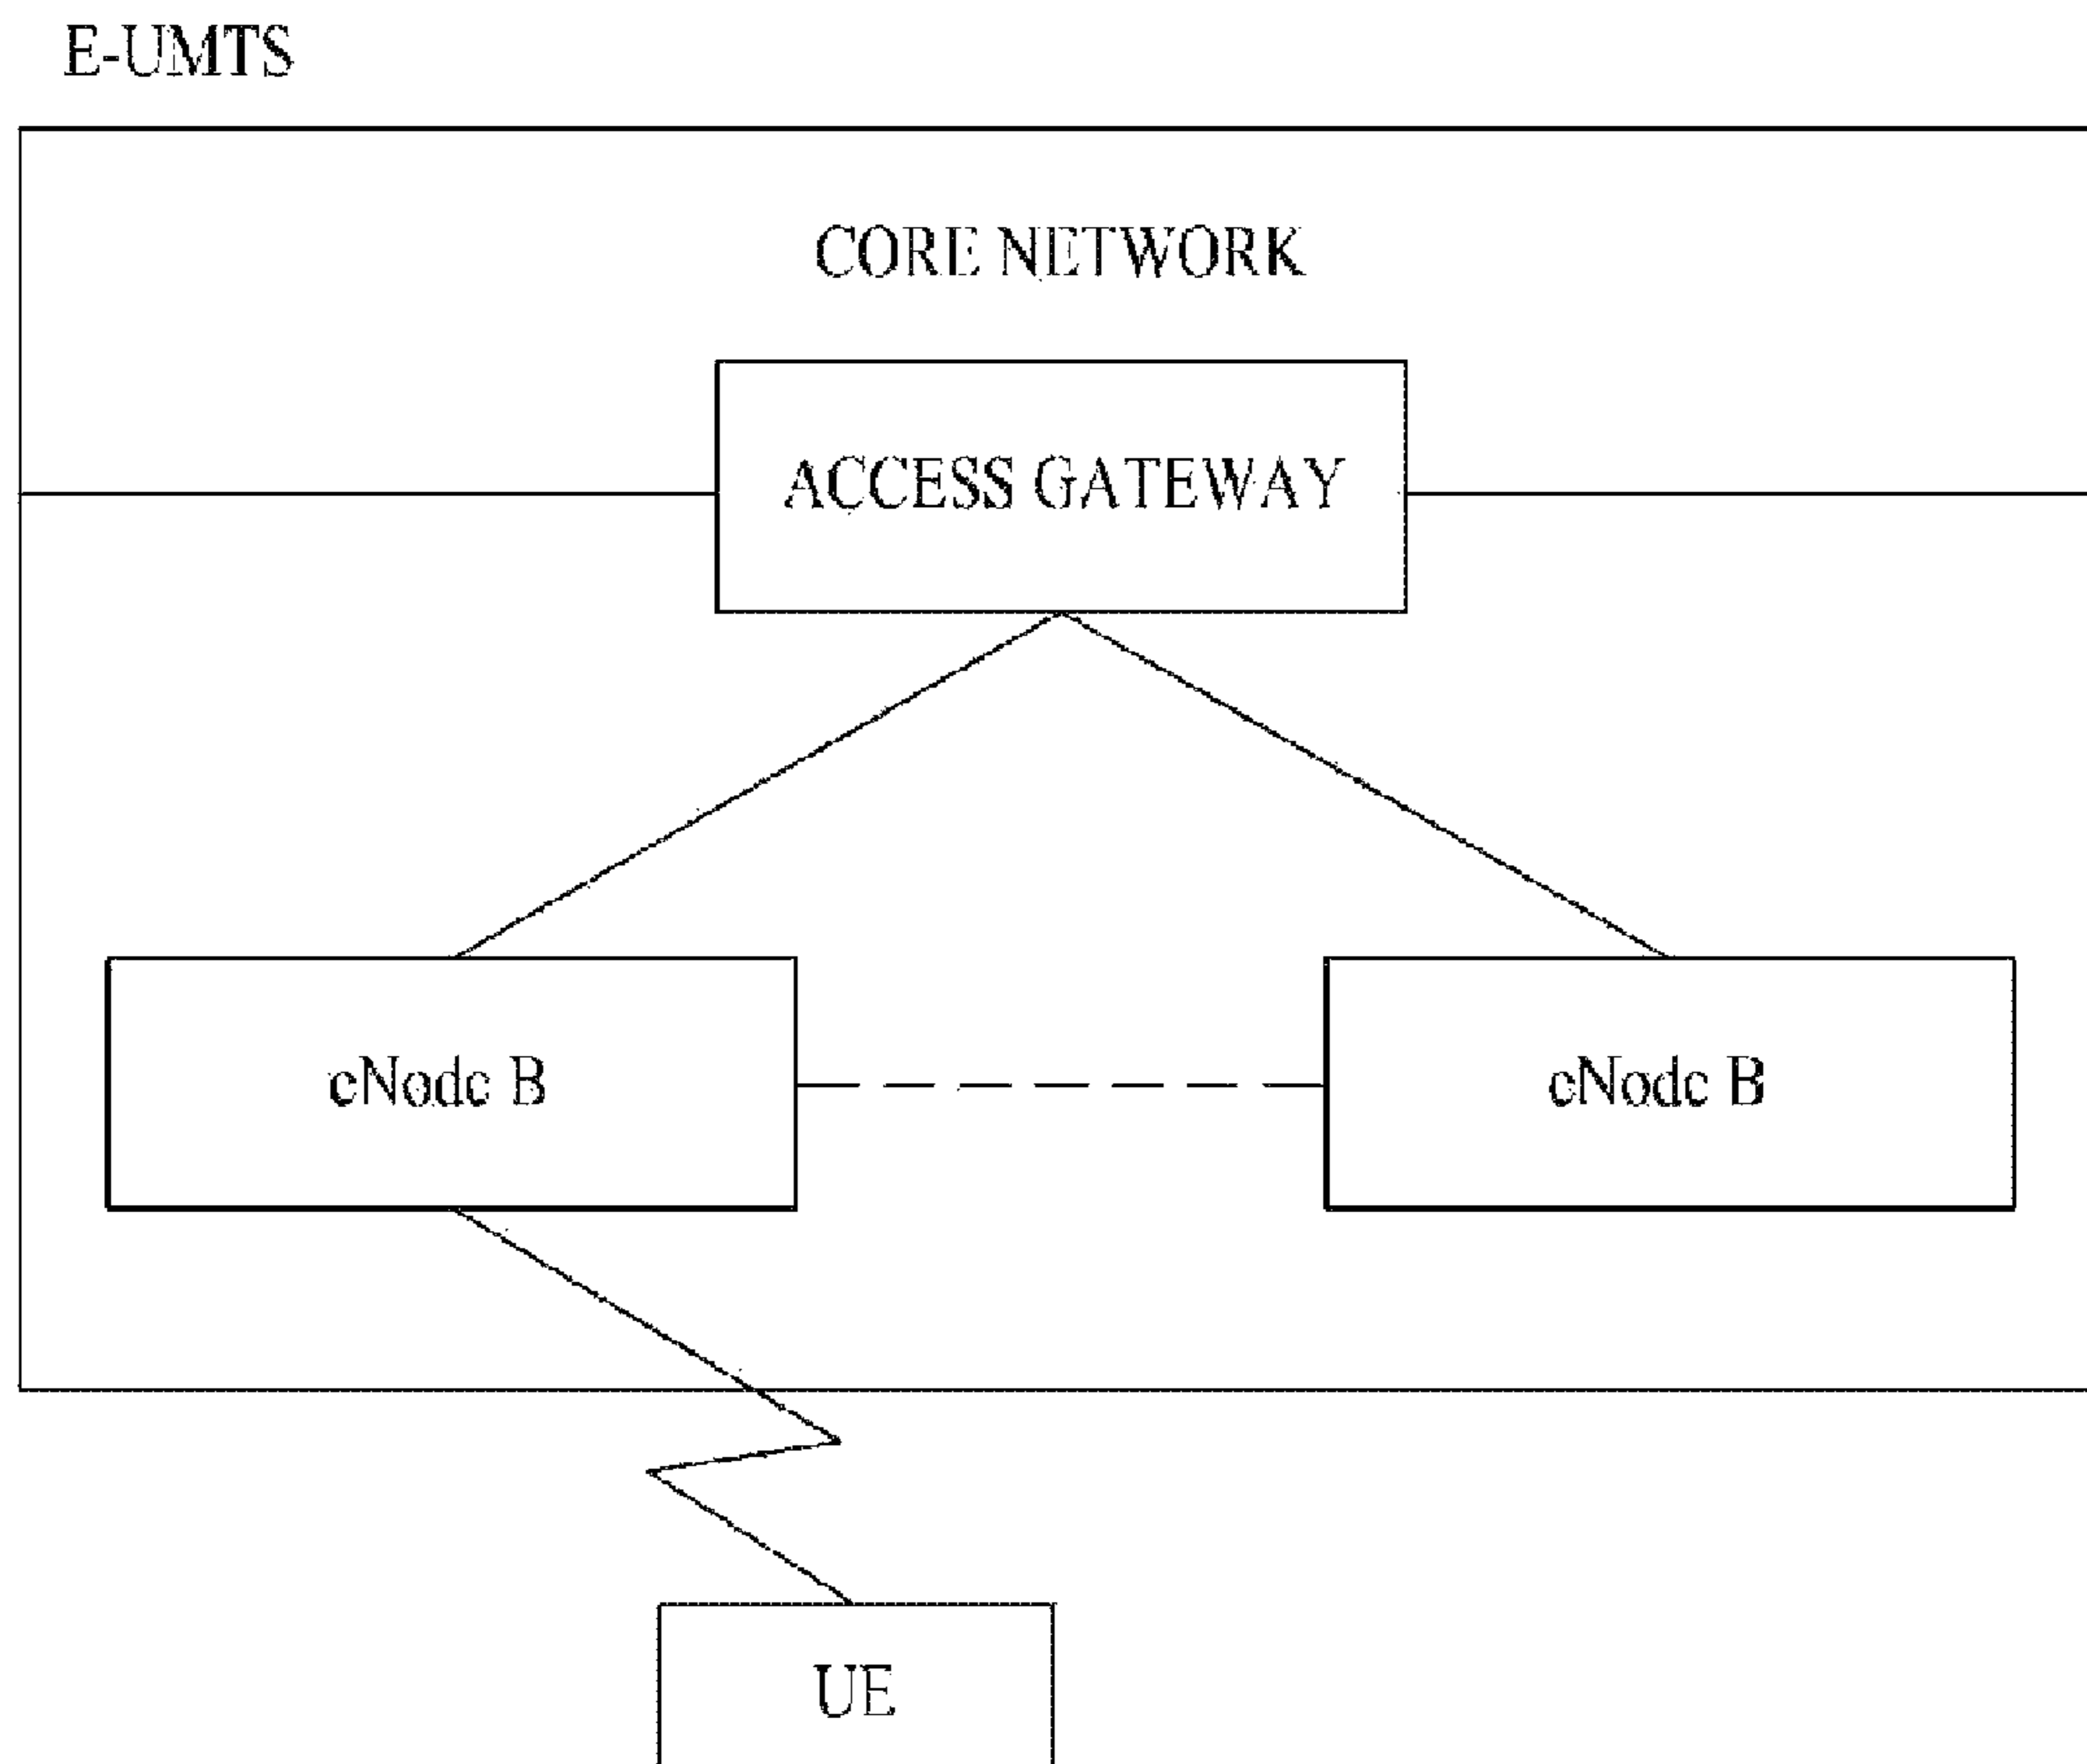 E-UMTS
CORE NETWORK
ACCESS GATEWAY
eNode B
eNode B
UE